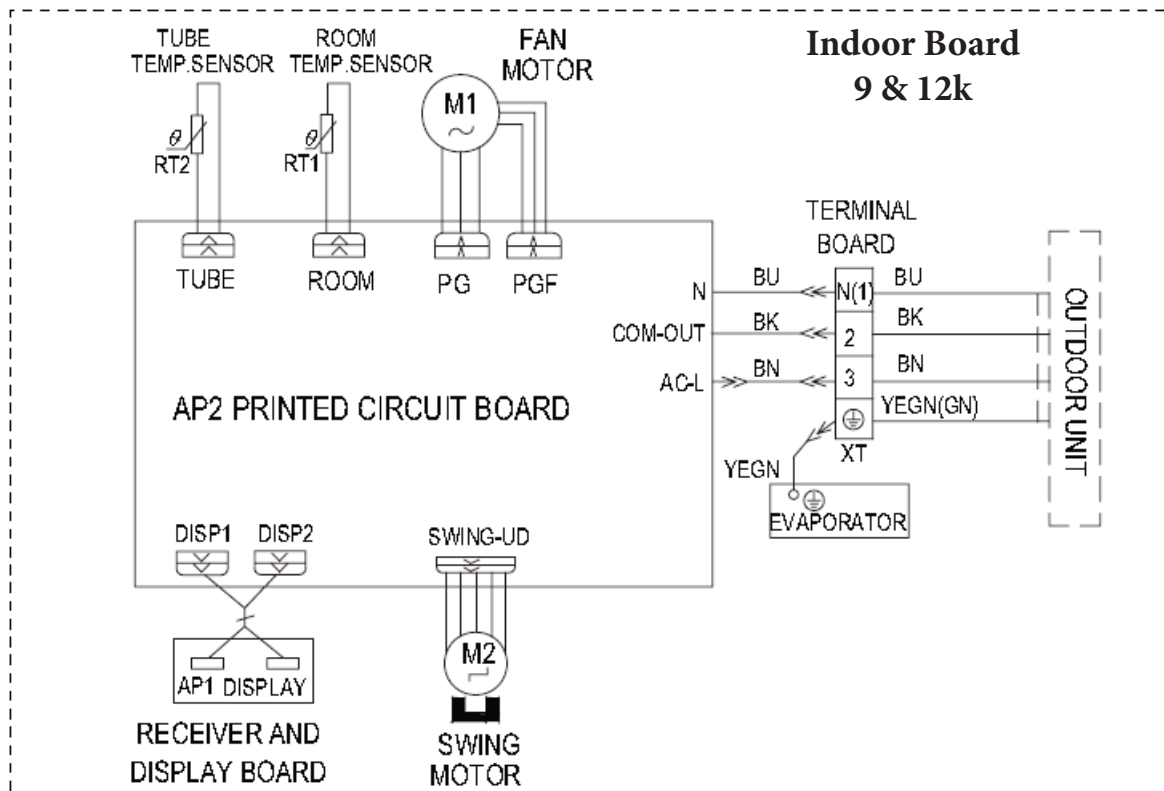 Indoor Board
9 & 12k
TUBE
TEMP.SENSOR
ROOM
TEMP.SENSOR
FAN
MOTOR
M1
θ
RT2
θ
RT1
TUBE
ROOM
PG
PGF
TERMINAL
BOARD
N
BU
N(1)
BU
COM-OUT
BK
2
BK
AC-L
BN
3
BN
YEGN(GN)
XT
YEGN
EVAPORATOR
OUTDOOR UNIT
AP2 PRINTED CIRCUIT BOARD
DISP1
DISP2
SWING-UD
M2
AP1
DISPLAY
RECEIVER AND
DISPLAY BOARD
SWING
MOTOR